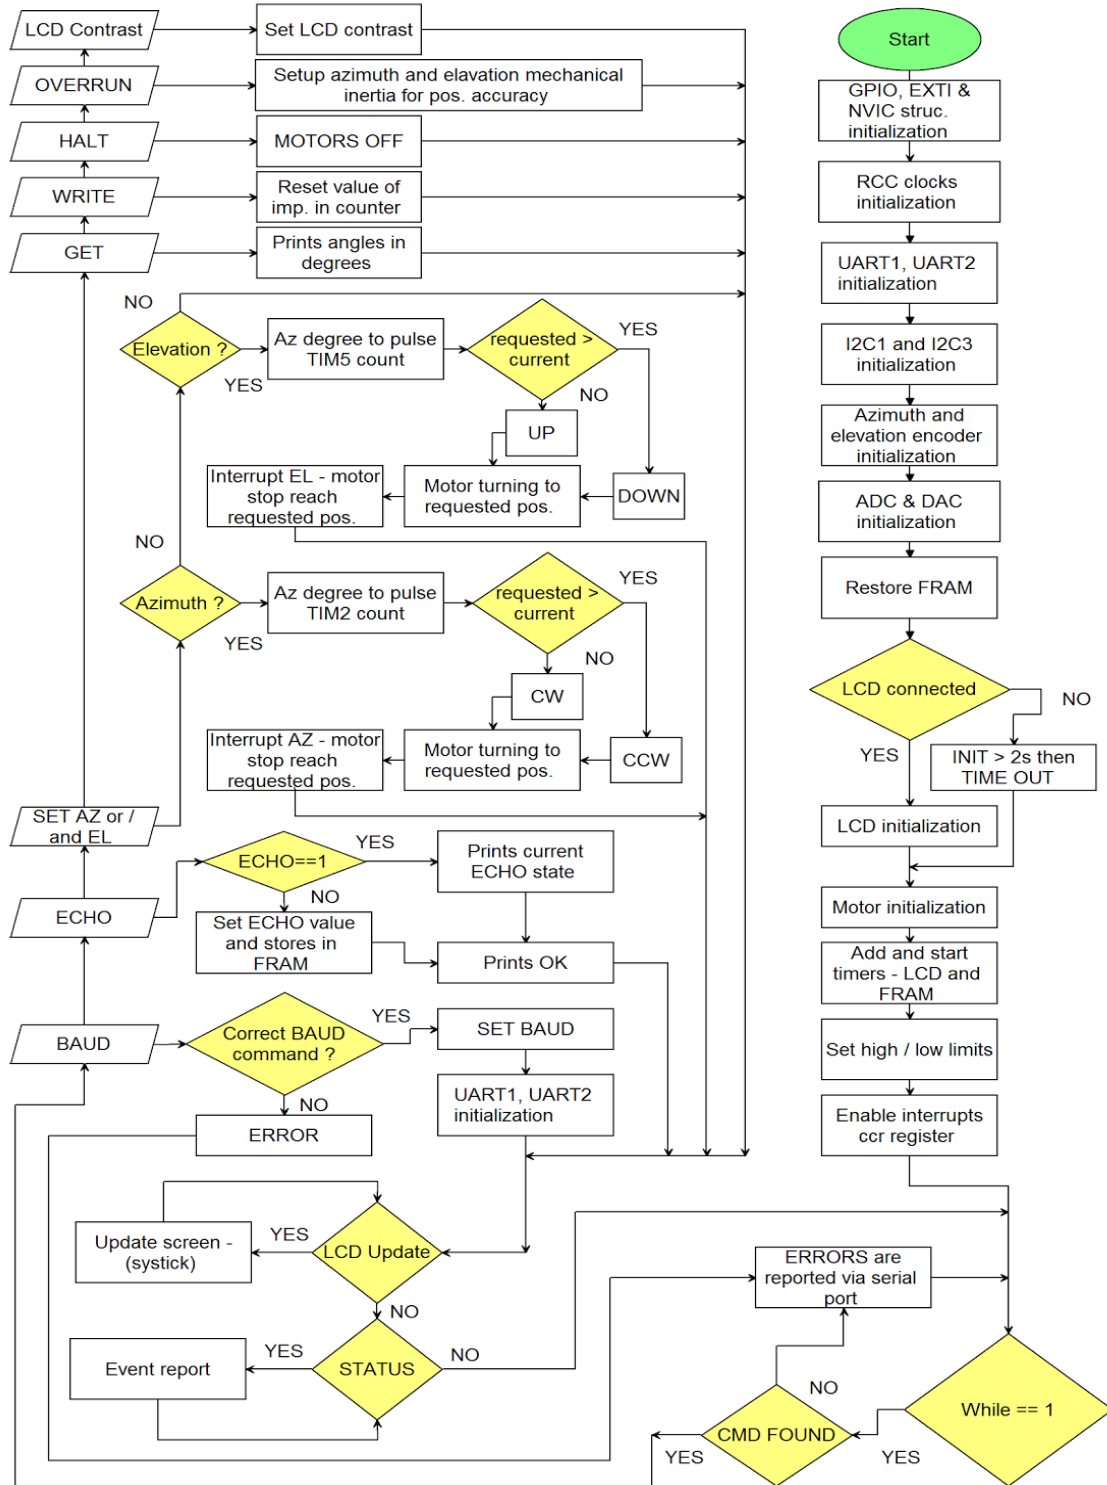 LCD Contrast
Set LCD contrast
OVERRUN
Setup azimuth and elavation mechanical
inertia for pos. accuracy
HALT
MOTORS OFF
WRITE
Reset value of
imp. in counter
GET
Prints angles in
degrees
NO
Elevation ?
YES
Az degree to pulse
TIM5 count
requested >
current
YES
NO
UP
DOWN
Motor turning to
requested pos.
Interrupt EL - motor
stop reach
requested pos.
NO
Azimuth ?
YES
Az degree to pulse
TIM2 count
requested >
current
YES
NO
CW
CCW
Motor turning to
requested pos.
Interrupt AZ - motor
stop reach
requested pos.
SET AZ or /
and EL
ECHO
ECHO==1
YES
Prints current
ECHO state
NO
Set ECHO value
and stores in
FRAM
Prints OK
BAUD
Correct BAUD
command ?
YES
SET BAUD
UART1, UART2
initialization
NO
ERROR
LCD Update
YES
Update screen -
(systick)
NO
STATUS
YES
Event report
NO
Start
GPIO, EXTI &
NVIC struc.
initialization
RCC clocks
initialization
UART1, UART2
initialization
I2C1 and I2C3
initialization
Azimuth and
elevation encoder
initialization
ADC & DAC
initialization
Restore FRAM
LCD connected
NO
YES
INIT > 2s then
TIME OUT
LCD initialization
Motor initialization
Add and start
timers - LCD and
FRAM
Set high / low limits
Enable interrupts
ccr register
ERRORS are
reported via serial
port
NO
While == 1
CMD FOUND
YES
YES